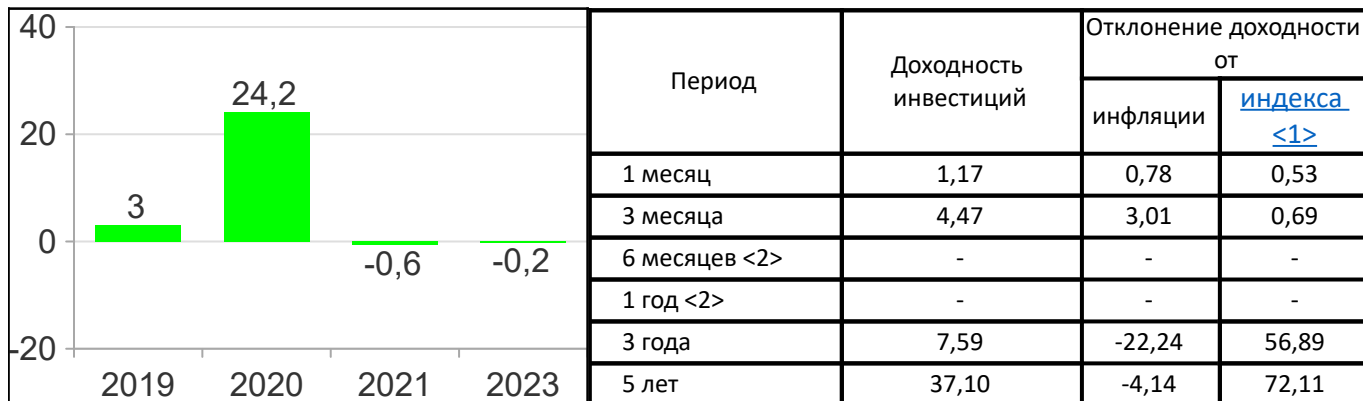 40
20
0
-20
3
24,2
-0,6
-0,2
2019 2020 2021 2023
Период
Доходность
инвестиций
Отклонение доходности
от
инфляции
индекса
<1>
1 месяц 1,17 0,78 0,53
3 месяца 4,47 3,01 0,69
6 месяцев <2> - - -
1 год <2> - - -
3 года 7,59 -22,24 56,89
5 лет 37,10 -4,14 72,11